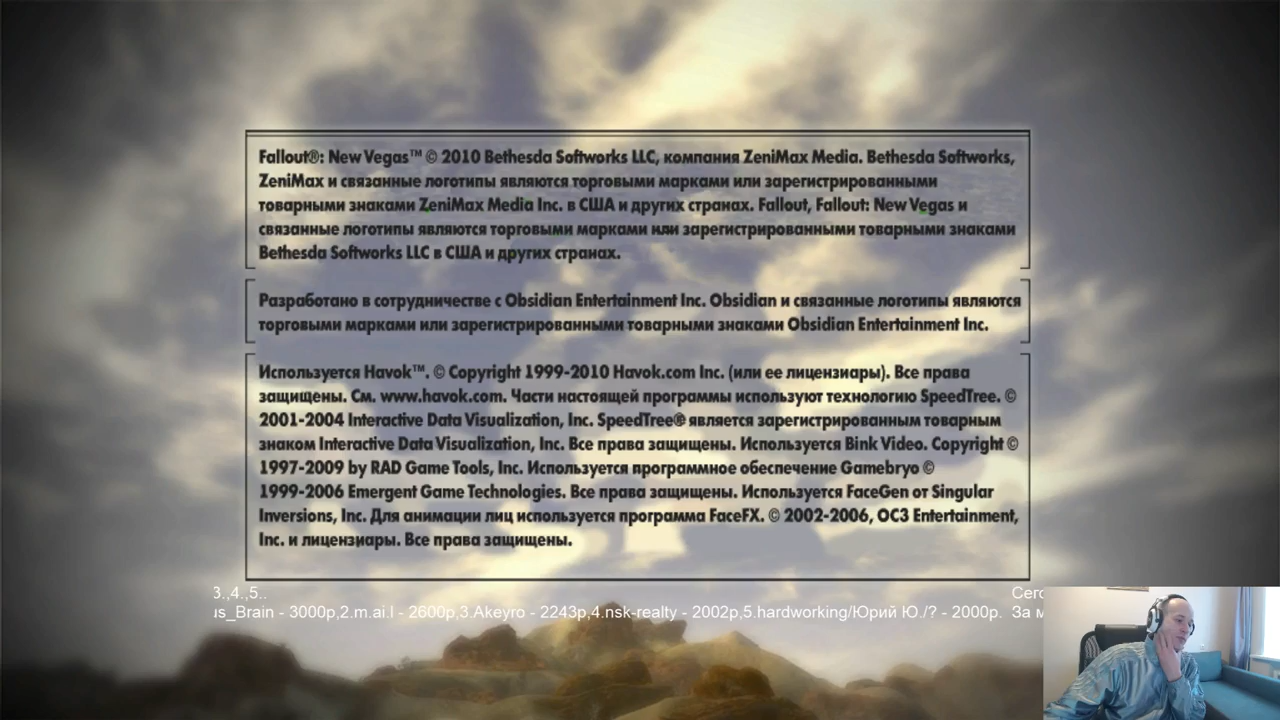 Fallout®: New Vegas™ © 2010 Bethesda Softworks LLC, компания ZeniMax Media. Bethesda Softworks,
ZeniMax и связанные логотипы являются торговыми марками или зарегистрированными
товарными знаками ZeniMax Media Inc. в США и других странах. Fallout, Fallout: New Vegas и
связанные логотипы являются торговыми марками или зарегистрированными товарными знаками
Bethesda Softworks LLC в США и других странах.
Разработано в сотрудничестве с Obsidian Entertainment Inc. Obsidian и связанные логотипы являются
торговыми марками или зарегистрированными товарными знаками Obsidian Entertainment Inc.
Используется Havok™. © Copyright 1999-2010 Havok.com Inc. (или ее лицензиары). Все права
защищены. См. www.havok.com. Части настоящей программы используют технологию SpeedTree. ©
2001-2004 Interactive Data Visualization, Inc. SpeedTree® является зарегистрированным товарным
знаком Interactive Data Visualization, Inc. Все права защищены. Используется Bink Video. Copyright ©
1997-2009 by RAD Game Tools, Inc. Используется программное обеспечение Gamebryo ©
1999-2006 Emergent Game Technologies. Все права защищены. Используется FaceGen от Singular
Inversions, Inc. Для анимации лиц используется программа FaceFX. © 2002-2006, OC3 Entertainment,
Inc. и лицензиары. Все права защищены.
3.,4.,5.. Сего
us_Brain - 3000р,2.m.ai.l - 2600р,3.Akeyro - 2243р,4.nsk-realty - 2002р,5.hardworking/Юрий Ю./? - 2000р. За м